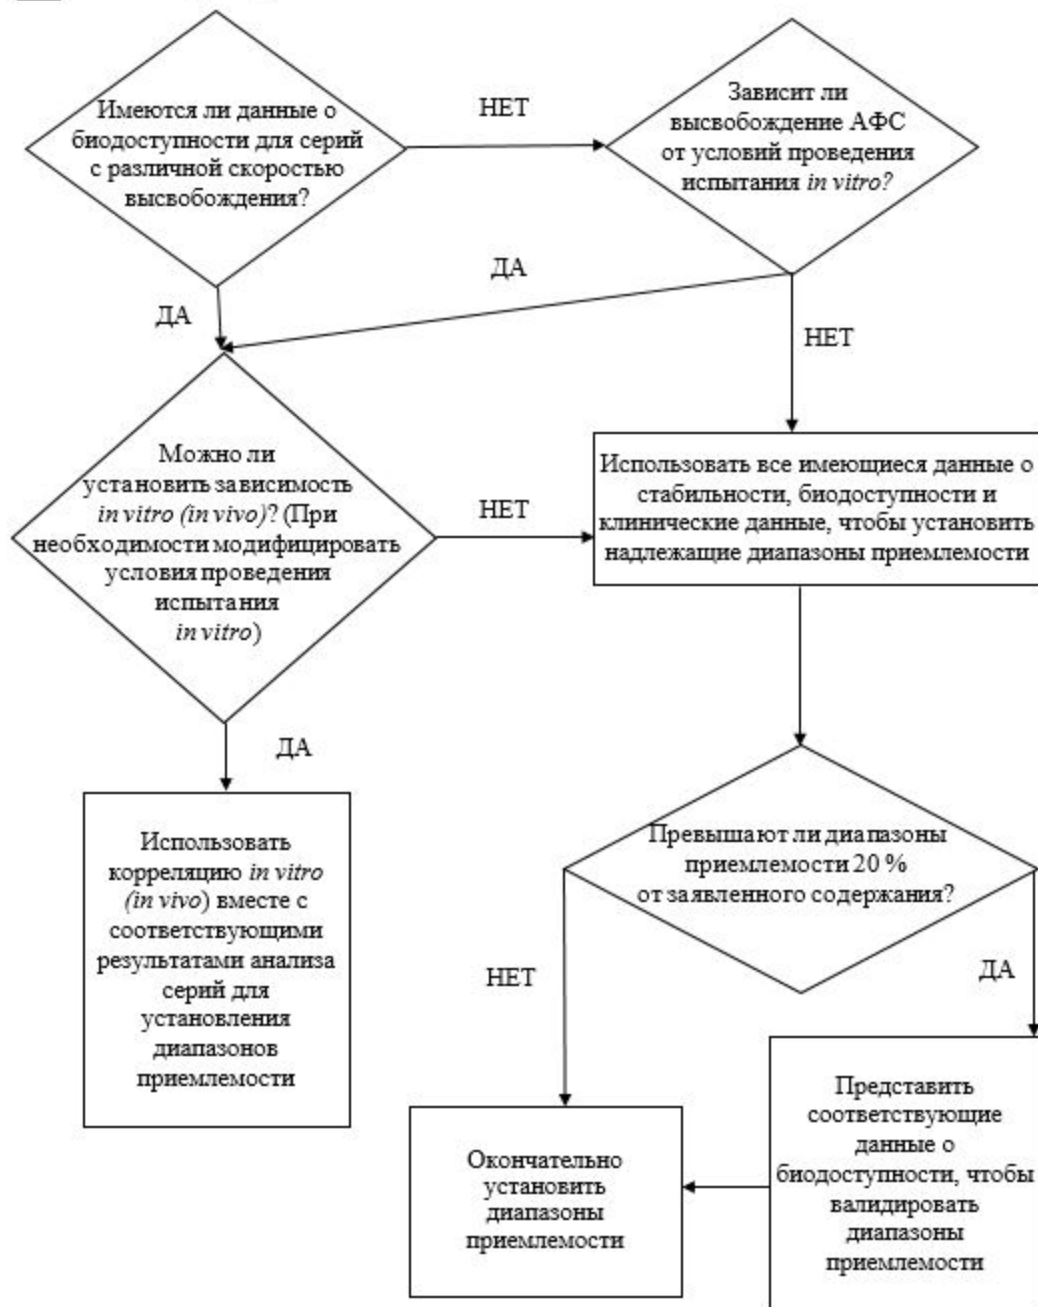 Имеются ли данные о
биодоступности для серий
с различной скоростью
высвобождения?
НЕТ
Зависит ли
высвобождение АФС
от условий проведения
испытания in vitro?
ДА
ДА
НЕТ
Можно ли
установить зависимость
in vitro (in vivo)? (При
необходимости модифицировать
условия проведения
испытания
in vitro)
НЕТ
Использовать все имеющиеся данные о
стабильности, биодоступности и
клинические данные, чтобы установить
надлежащие диапазоны приемлемости
ДА
Использовать
корреляцию in vitro
(in vivo) вместе с
соответствующими
результатами анализа
серий для
установления
диапазонов
приемлемости
Превышают ли диапазоны
приемлемости 20 %
от заявленного содержания?
НЕТ
ДА
Окончательно
установить
диапазоны
приемлемости
Представить
соответствующие
данные о
биодоступности, чтобы
валидировать
диапазоны
приемлемости